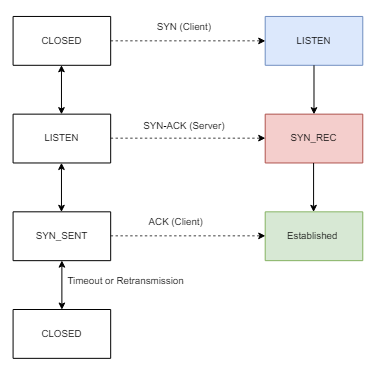 SYN (Client)
CLOSED
LISTEN
SYN-ACK (Server)
LISTEN
SYN_REC
ACK (Client)
SYN_SENT
Established
Timeout or Retransmission
CLOSED